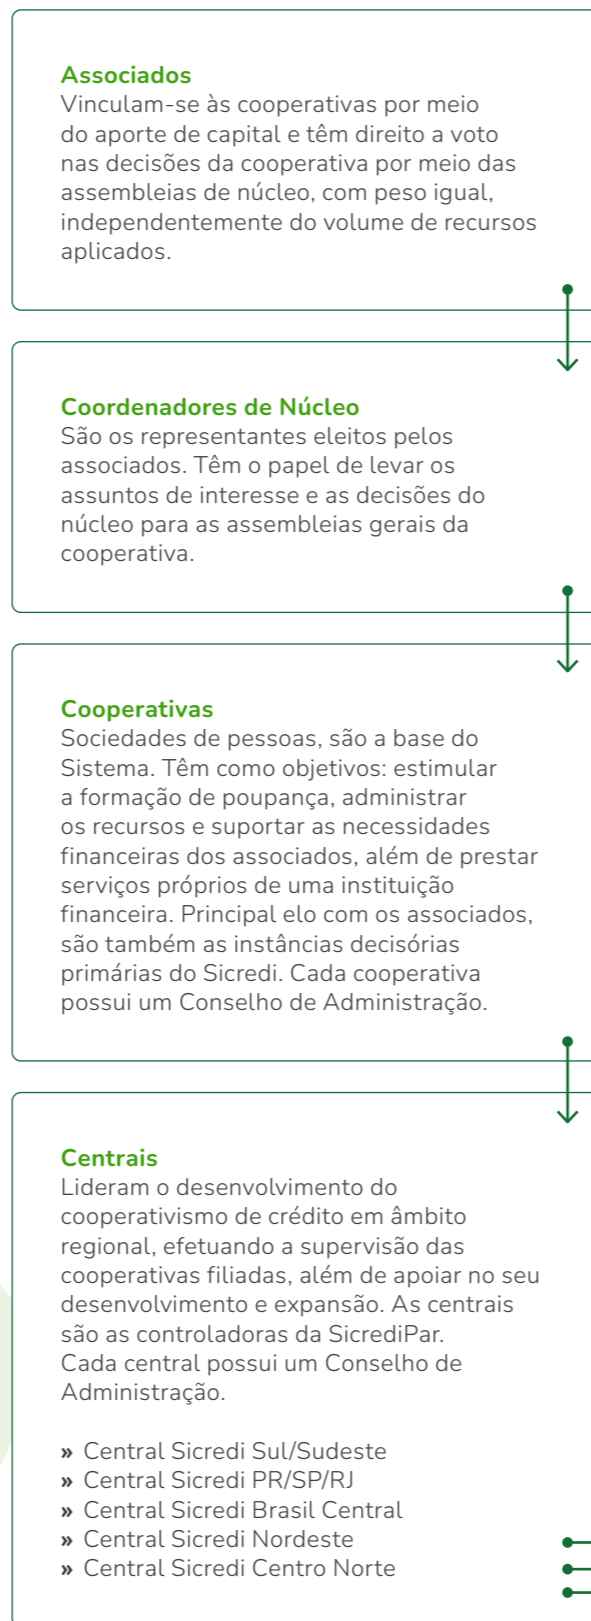 Associados
Vinculam-se às cooperativas por meio
do aporte de capital e têm direito a voto
nas decisões da cooperativa por meio das
assembleias de núcleo, com peso igual,
independentemente do volume de recursos
aplicados.
Coordenadores de Núcleo
São os representantes eleitos pelos
associados. Têm o papel de levar os
assuntos de interesse e as decisões do
núcleo para as assembleias gerais da
cooperativa.
Cooperativas
Sociedades de pessoas, são a base do
Sistema. Têm como objetivos: estimular
a formação de poupança, administrar
os recursos e suportar as necessidades
financeiras dos associados, além de prestar
serviços próprios de uma instituição
financeira. Principal elo com os associados,
são também as instâncias decisórias
primárias do Sicredi. Cada cooperativa
possui um Conselho de Administração.
Centrais
Lideram o desenvolvimento do
cooperativismo de crédito em âmbito
regional, efetuando a supervisão das
cooperativas filiadas, além de apoiar no seu
desenvolvimento e expansão. As centrais
são as controladoras da SicrediPar.
Cada central possui um Conselho de
Administração.
» Central Sicredi Sul/Sudeste
» Central Sicredi PR/SP/RJ
» Central Sicredi Brasil Central
» Central Sicredi Nordeste
» Central Sicredi Centro Norte